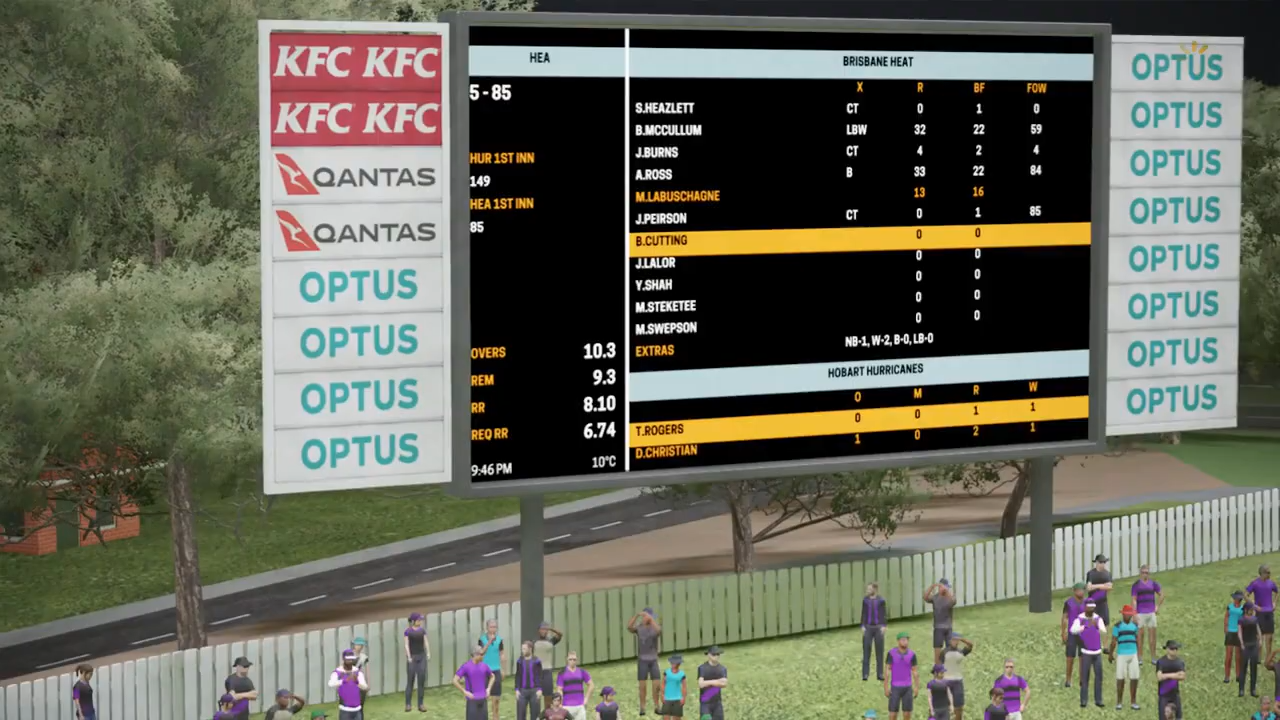 KFC KFC
KFC KFC
QANTAS
QANTAS
OPTUS
OPTUS
OPTUS
OPTUS
HEA
5 - 85
HUR 1ST INN
149
HEA 1ST INN
85
OVERS 10.3
REM 9.3
RR 8.10
REQ RR 6.74
9:46 PM 10°C
BRISBANE HEAT
X R BF FOW
S.HEAZLETT CT 0 1 0
B.MCCULLUM LBW 32 22 59
J.BURNS CT 4 2 4
A.ROSS B 33 22 84
M.LABUSCHAGNE 13 16
J.PEIRSON CT 0 1 85
B.CUTTING 0 0
J.LALOR 0 0
Y.SHAH 0 0
M.STEKETEE 0 0
M.SWEPSON 0 0
EXTRAS NB-1, W-2, B-0, LB-0
HOBART HURRICANES
O M R W
T.ROGERS 0 0 1 1
D.CHRISTIAN 1 0 2 1
OPTUS
OPTUS
OPTUS
OPTUS
OPTUS
OPTUS
OPTUS
OPTUS